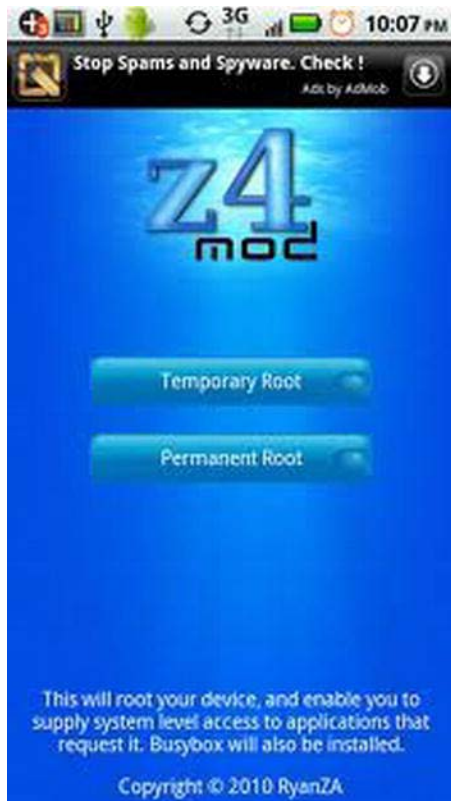 3G 10:07 PM
Stop Spams and Spyware. Check !
Ads by AdMob
z4
mod
Temporary Root
Permanent Root
This will root your device, and enable you to
supply system level access to applications that
request it. Busybox will also be installed.
Copyright © 2010 RyanZA